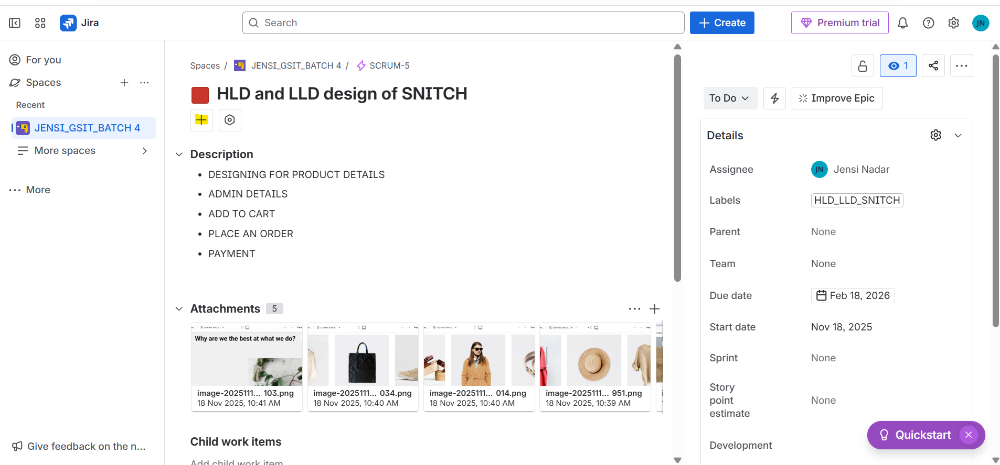 Jira
Search
Create
Premium trial
JN
For you
Spaces
Recent
JENSI_GSIT_BATCH 4
More spaces
More
Give feedback on the n...
Spaces / JENSI_GSIT_BATCH 4 / SCRUM-5
HLD and LLD design of SNITCH
Description
• DESIGNING FOR PRODUCT DETAILS
• ADMIN DETAILS
• ADD TO CART
• PLACE AN ORDER
• PAYMENT
Attachments 5
Why are we the best at what we do?
image-2025111... 103.png
18 Nov 2025, 10:41 AM
image-2025111... 034.png
18 Nov 2025, 10:40 AM
image-2025111... 014.png
18 Nov 2025, 10:40 AM
image-2025111... 951.png
18 Nov 2025, 10:39 AM
Child work items
Add child work item
1
To Do
Improve Epic
Details
Assignee
JN Jensi Nadar
Labels
HLD_LLD_SNITCH
Parent
None
Team
None
Due date
Feb 18, 2026
Start date
Nov 18, 2025
Sprint
None
Story
point
estimate
None
Development
Quickstart